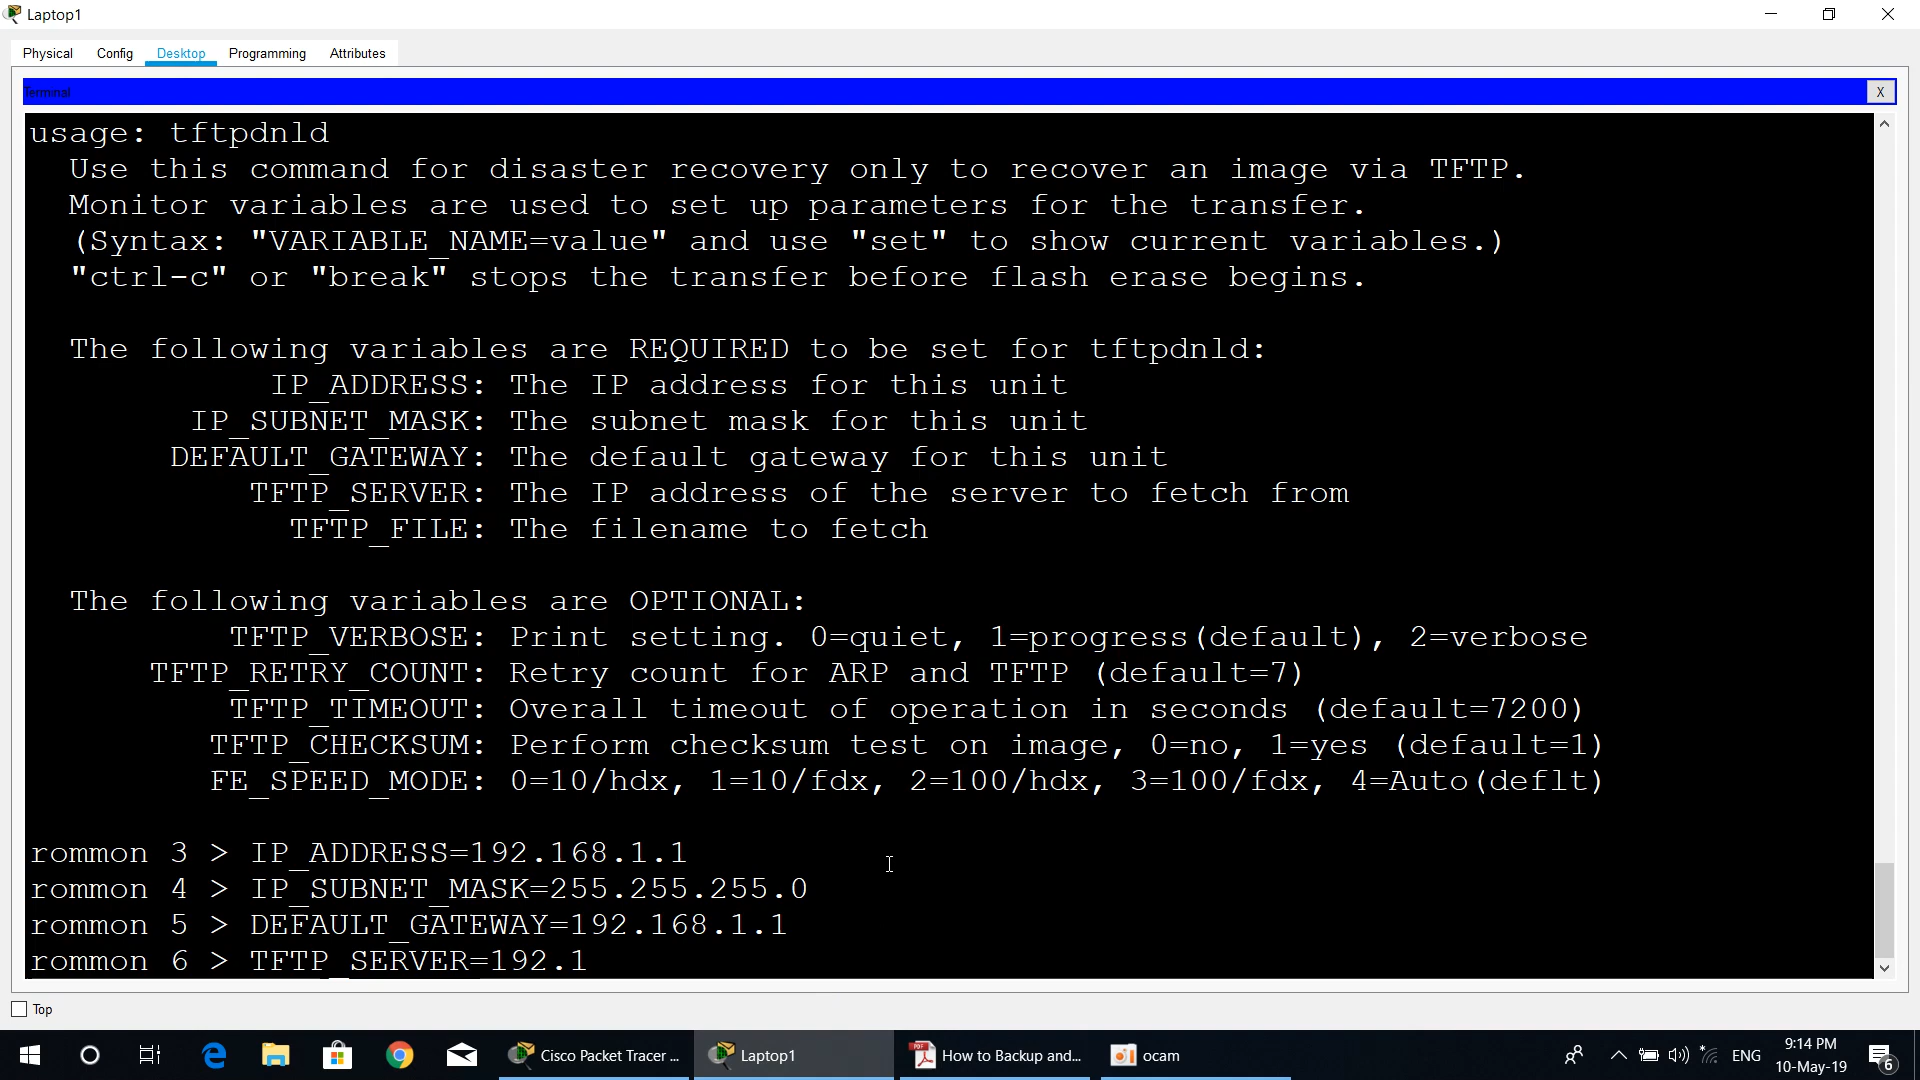 Laptop1
Physical Config Desktop Programming Attributes
Terminal X
usage: tftpdnld
Use this command for disaster recovery only to recover an image via TFTP.
Monitor variables are used to set up parameters for the transfer.
(Syntax: "VARIABLE_NAME=value" and use "set" to show current variables.)
"ctrl-c" or "break" stops the transfer before flash erase begins.
The following variables are REQUIRED to be set for tftpdnld:
IP_ADDRESS: The IP address for this unit
IP_SUBNET_MASK: The subnet mask for this unit
DEFAULT_GATEWAY: The default gateway for this unit
TFTP_SERVER: The IP address of the server to fetch from
TFTP_FILE: The filename to fetch
The following variables are OPTIONAL:
TFTP_VERBOSE: Print setting. 0=quiet, 1=progress(default), 2=verbose
TFTP_RETRY_COUNT: Retry count for ARP and TFTP (default=7)
TFTP_TIMEOUT: Overall timeout of operation in seconds (default=7200)
TFTP_CHECKSUM: Perform checksum test on image, 0=no, 1=yes (default=1)
FE_SPEED_MODE: 0=10/hdx, 1=10/fdx, 2=100/hdx, 3=100/fdx, 4=Auto(deflt)
rommon 3 > IP_ADDRESS=192.168.1.1
rommon 4 > IP_SUBNET_MASK=255.255.255.0
rommon 5 > DEFAULT_GATEWAY=192.168.1.1
rommon 6 > TFTP_SERVER=192.1
Top
Cisco Packet Tracer ... Laptop1 How to Backup and... ocam ENG 9:14 PM
10-May-19 6